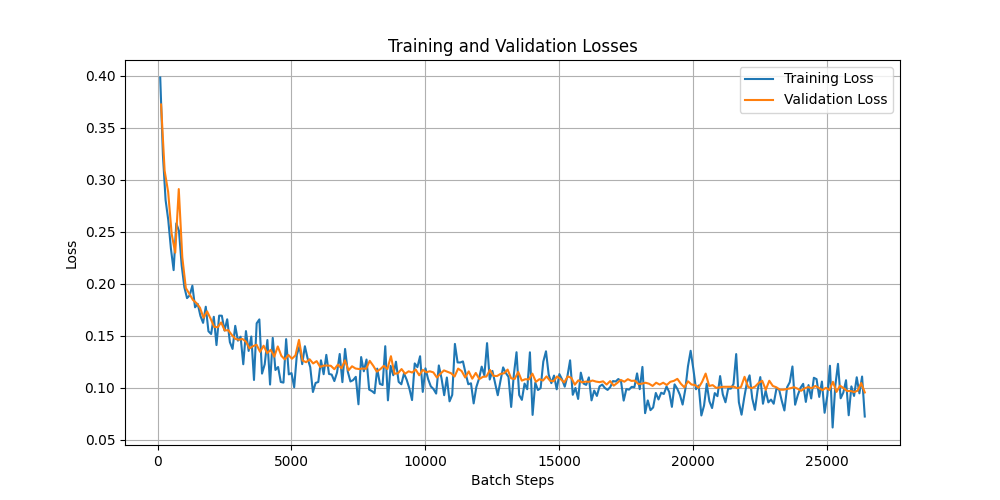 Training and Validation Losses
Training Loss
Validation Loss
Loss
0.40
0.35
0.30
0.25
0.20
0.15
0.10
0.05
0 5000 10000 15000 20000 25000
Batch Steps